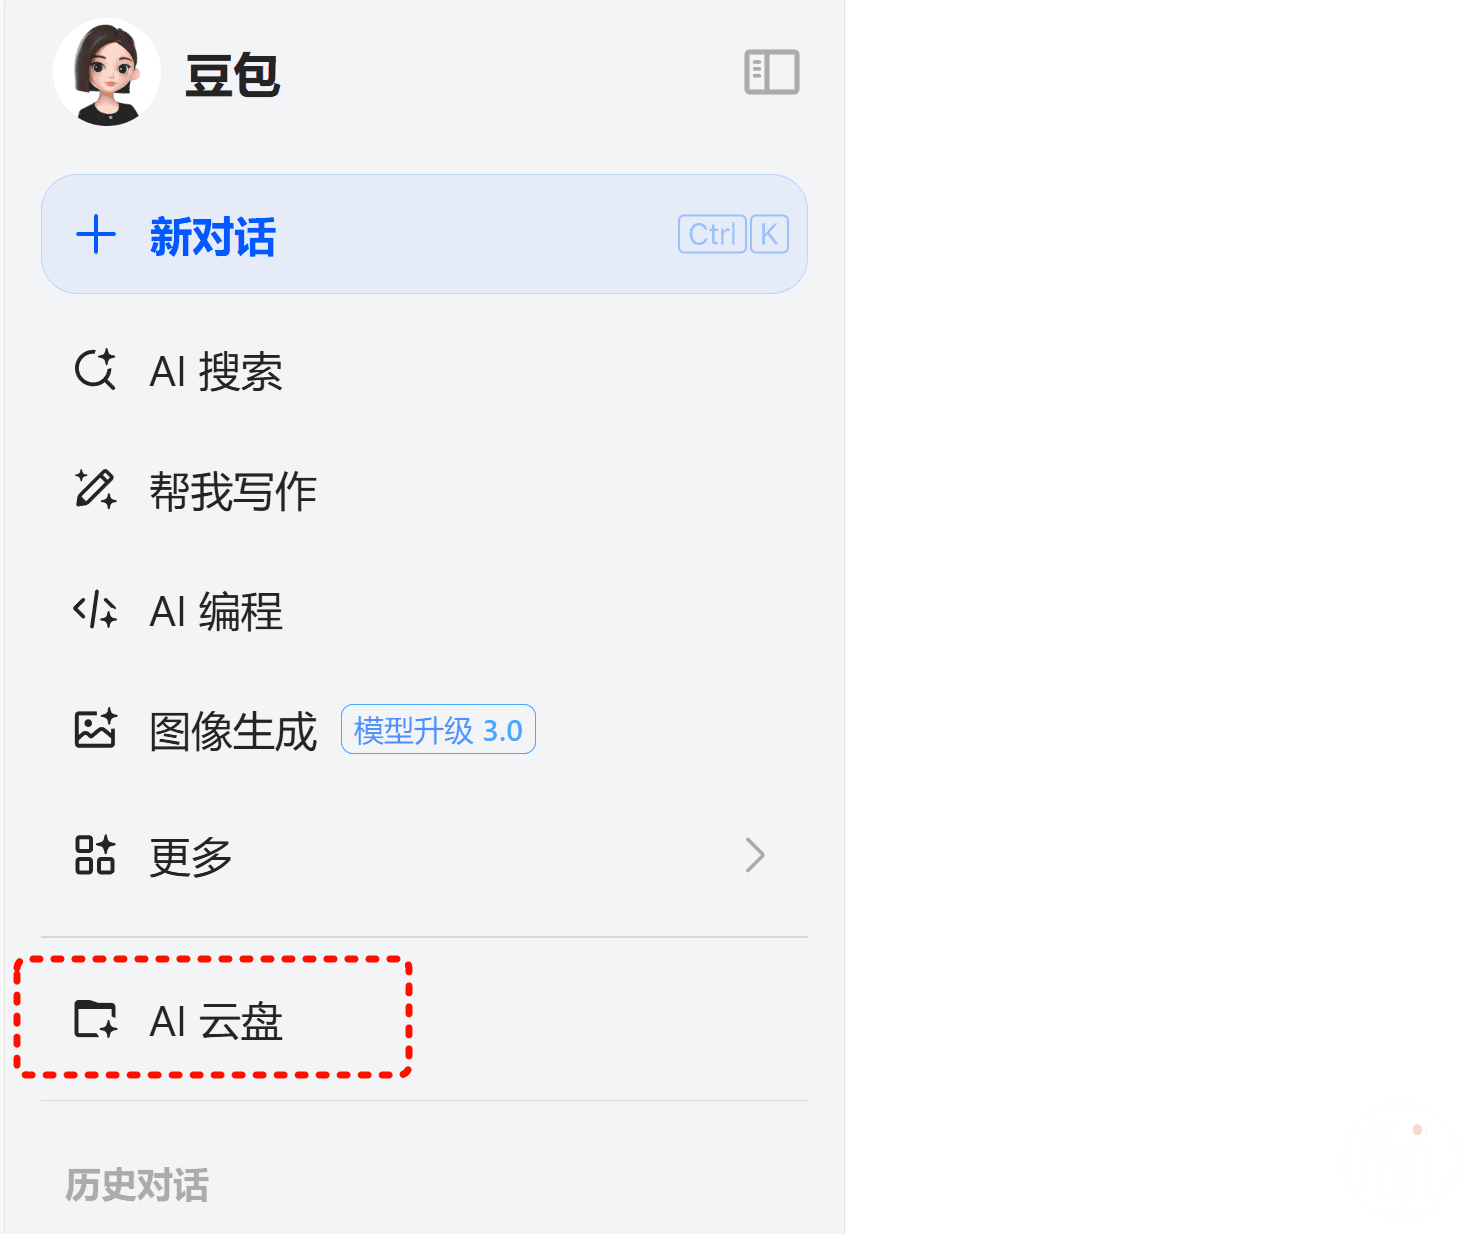 豆包
新对话 Ctrl K
AI 搜索
帮我写作
AI 编程
图像生成 模型升级 3.0
更多
AI 云盘
历史对话